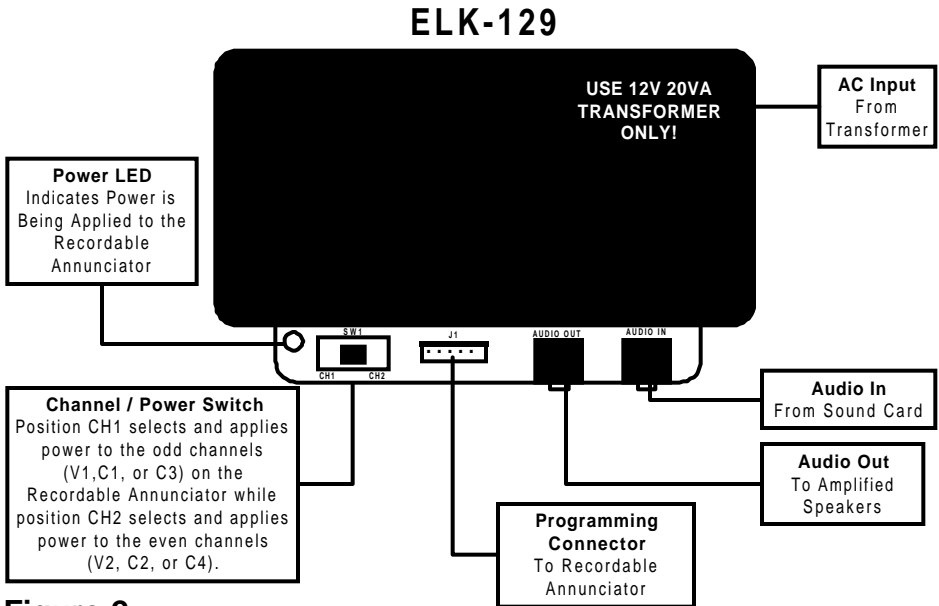 ELK-129
USE 12V 20VA
TRANSFORMER
ONLY!
AC Input
From
Transformer
Power LED
Indicates Power is
Being Applied to the
Recordable
Annunciator
SW1
J1
AUDIO OUT
AUDIO IN
CH1
CH2
Channel / Power Switch
Position CH1 selects and applies
power to the odd channels
(V1,C1, or C3) on the
Recordable Annunciator while
position CH2 selects and applies
power to the even channels
(V2, C2, or C4).
Audio In
From Sound Card
Audio Out
To Amplified
Speakers
Programming
Connector
To Recordable
Annunciator